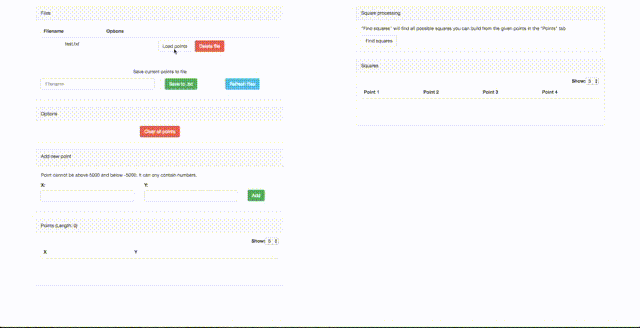 Files
Filename Options
test.txt Load points Delete file
Save current points to file
Filename Save to .txt Refresh files
Options
Clear all points
Add new point
Point cannot be above 5000 and below -5000. It can only contain numbers.
X: Y:
Add
Points (Length: 0)
Show: 5
X Y
Square processing
"Find squares" will find all possible squares you can build from the given points in the "Points" tab
Find squares
Squares
Show: 5
Point 1 Point 2 Point 3 Point 4